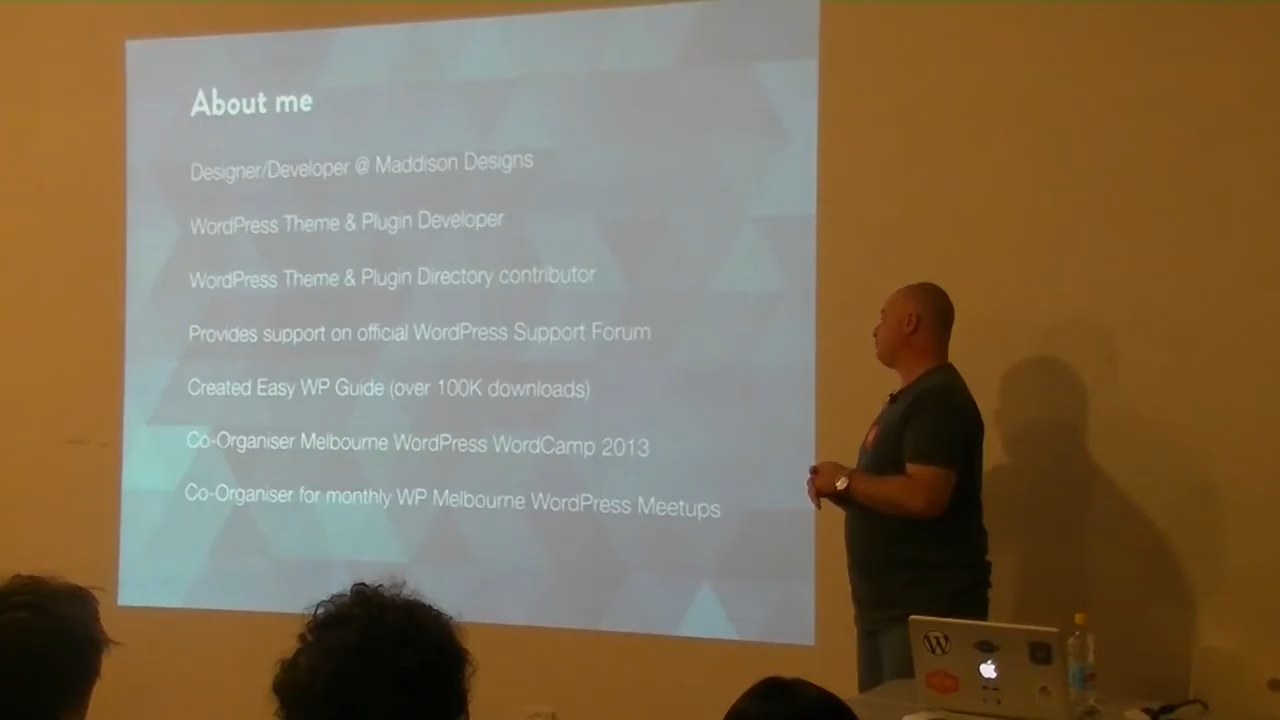 About me
Designer/Developer @ Maddison Designs
WordPress Theme & Plugin Developer
WordPress Theme & Plugin Directory contributor
Provides support on official WordPress Support Forum
Created Easy WP Guide (over 100K downloads)
Co-Organiser Melbourne WordPress WordCamp 2013
Co-Organiser for monthly WP Melbourne WordPress Meetups